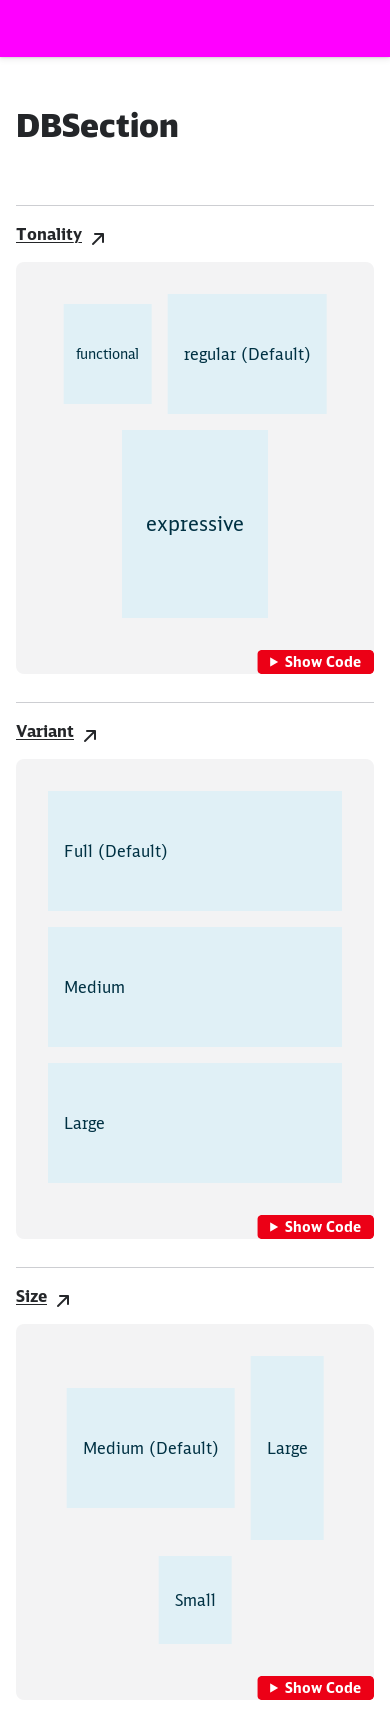 DBSection
Tonality
functional
regular (Default)
expressive
Show Code
Variant
Full (Default)
Medium
Large
Show Code
Size
Medium (Default)
Large
Small
Show Code